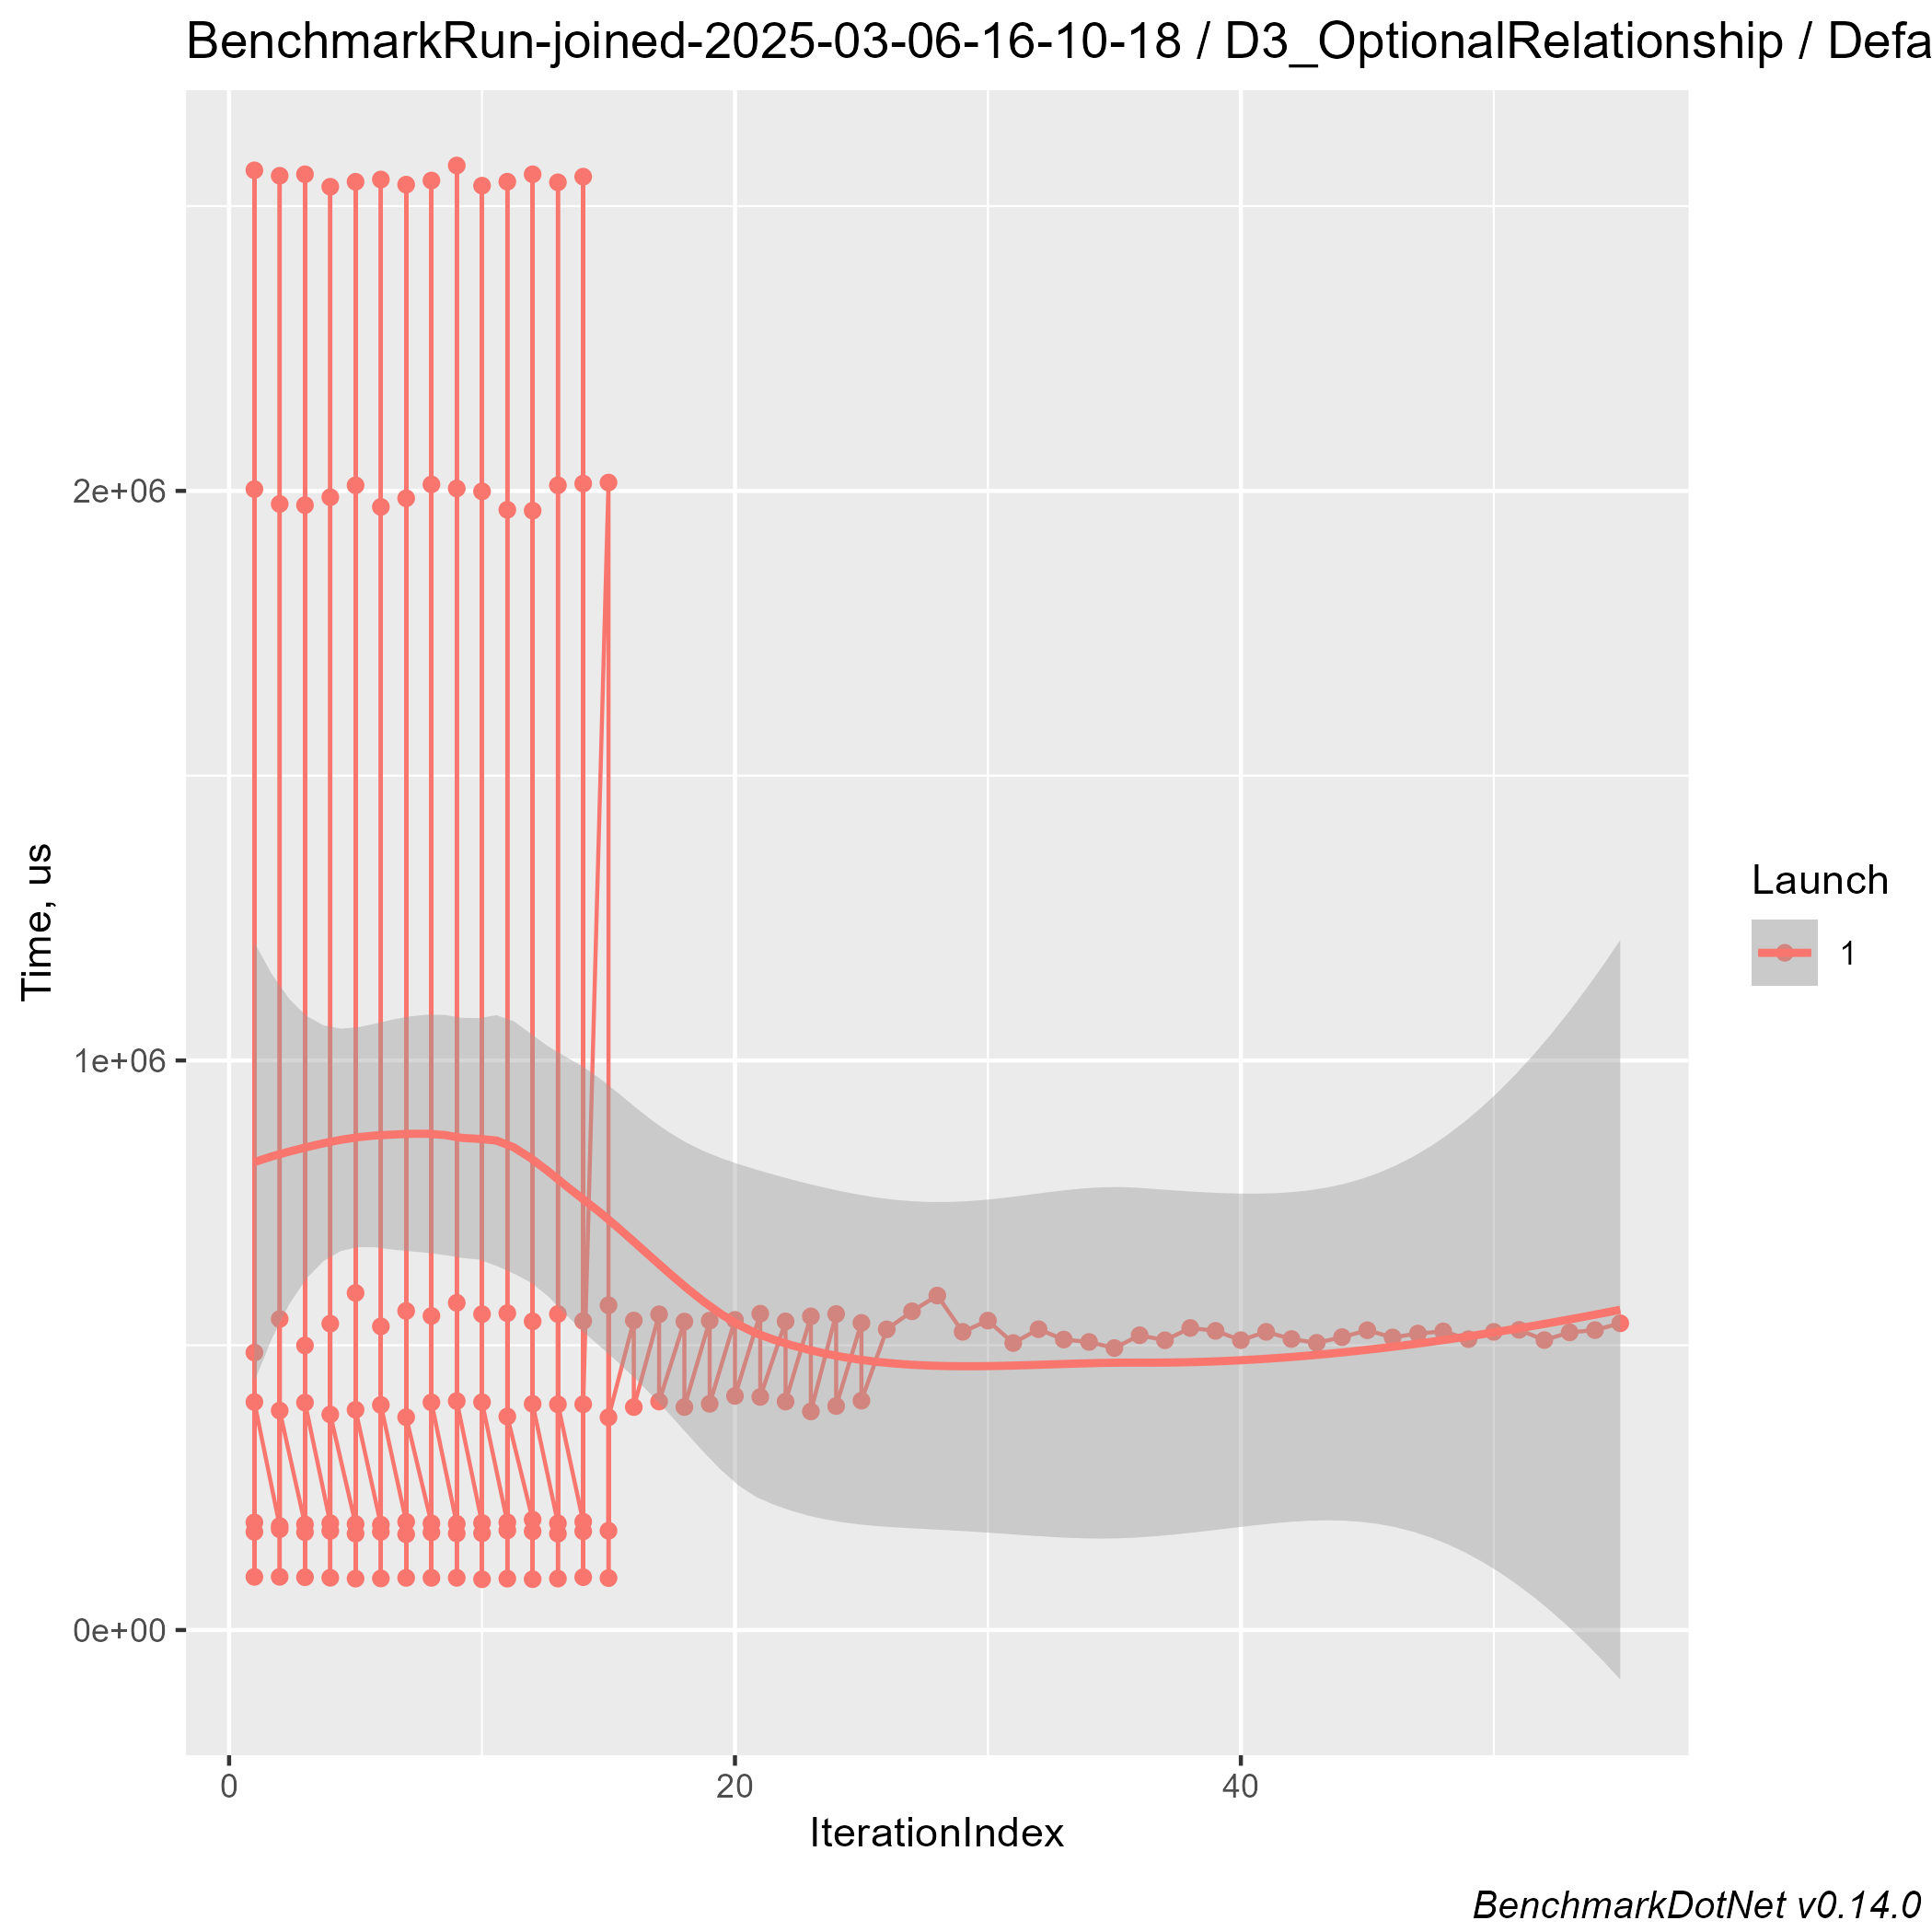 BenchmarkRun-joined-2025-03-06-16-10-18 / D3_OptionalRelationship / Defa
Time, us
2e+06
1e+06
0e+00
0
20
40
IterationIndex
Launch
1
BenchmarkDotNet v0.14.0